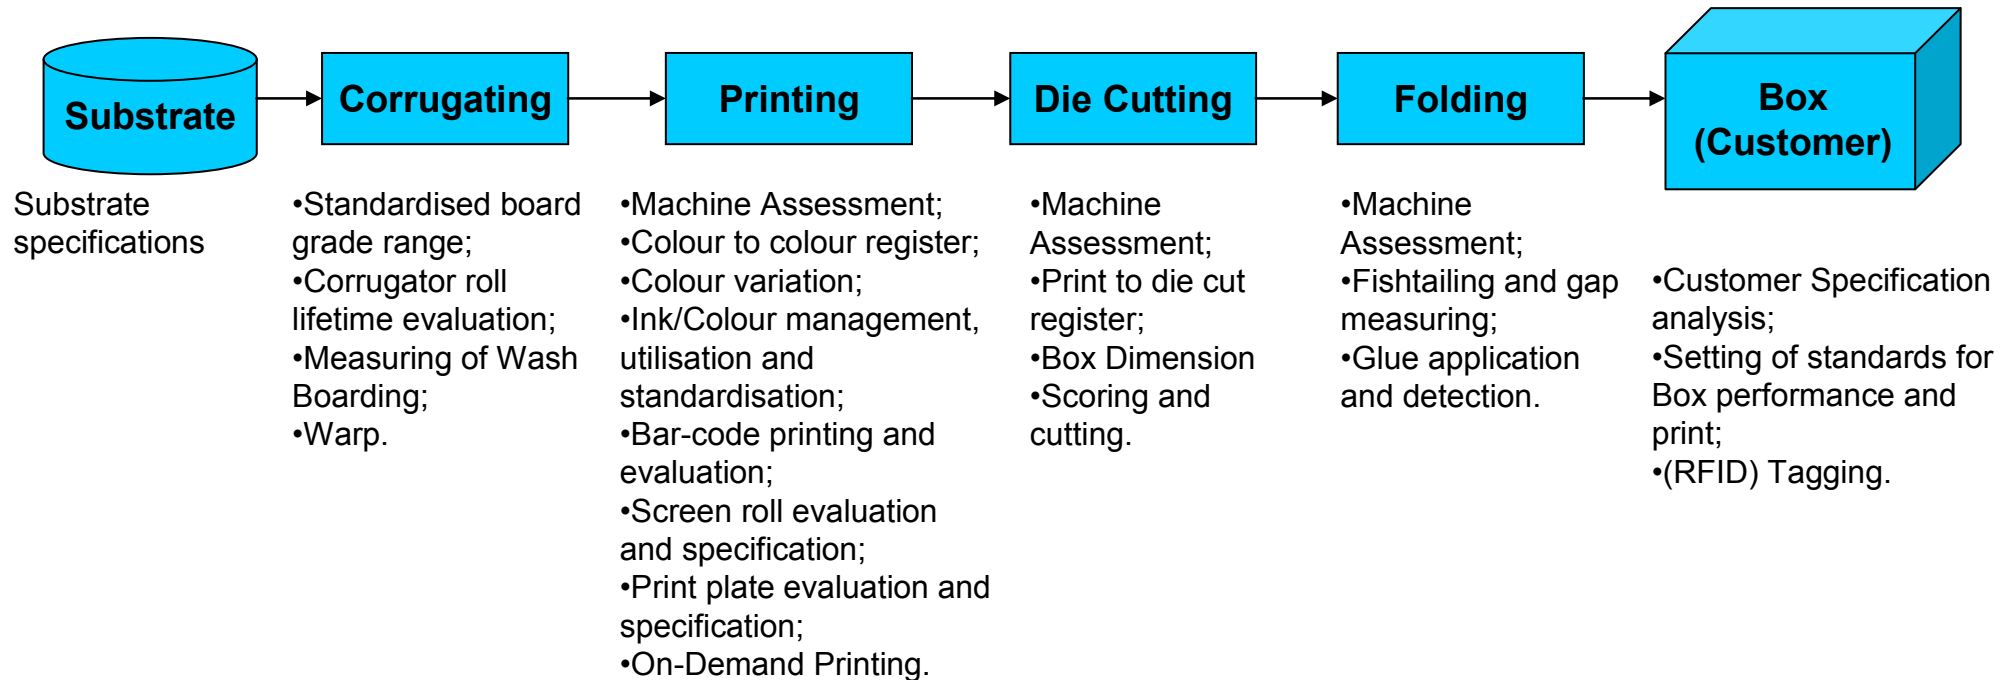 Substrate
Corrugating
Printing
Die Cutting
Folding
Box
(Customer)
Substrate
specifications
•Standardised board
grade range;
•Corrugator roll
lifetime evaluation;
•Measuring of Wash
Boarding;
•Warp.
•Machine Assessment;
•Colour to colour register;
•Colour variation;
•Ink/Colour management,
utilisation and
standardisation;
•Bar-code printing and
evaluation;
•Screen roll evaluation
and specification;
•Print plate evaluation and
specification;
•On-Demand Printing.
•Machine
Assessment;
•Print to die cut
register;
•Box Dimension
•Scoring and
cutting.
•Machine
Assessment;
•Fishtailing and gap
measuring;
•Glue application
and detection.
•Customer Specification
analysis;
•Setting of standards for
Box performance and
print;
•(RFID) Tagging.